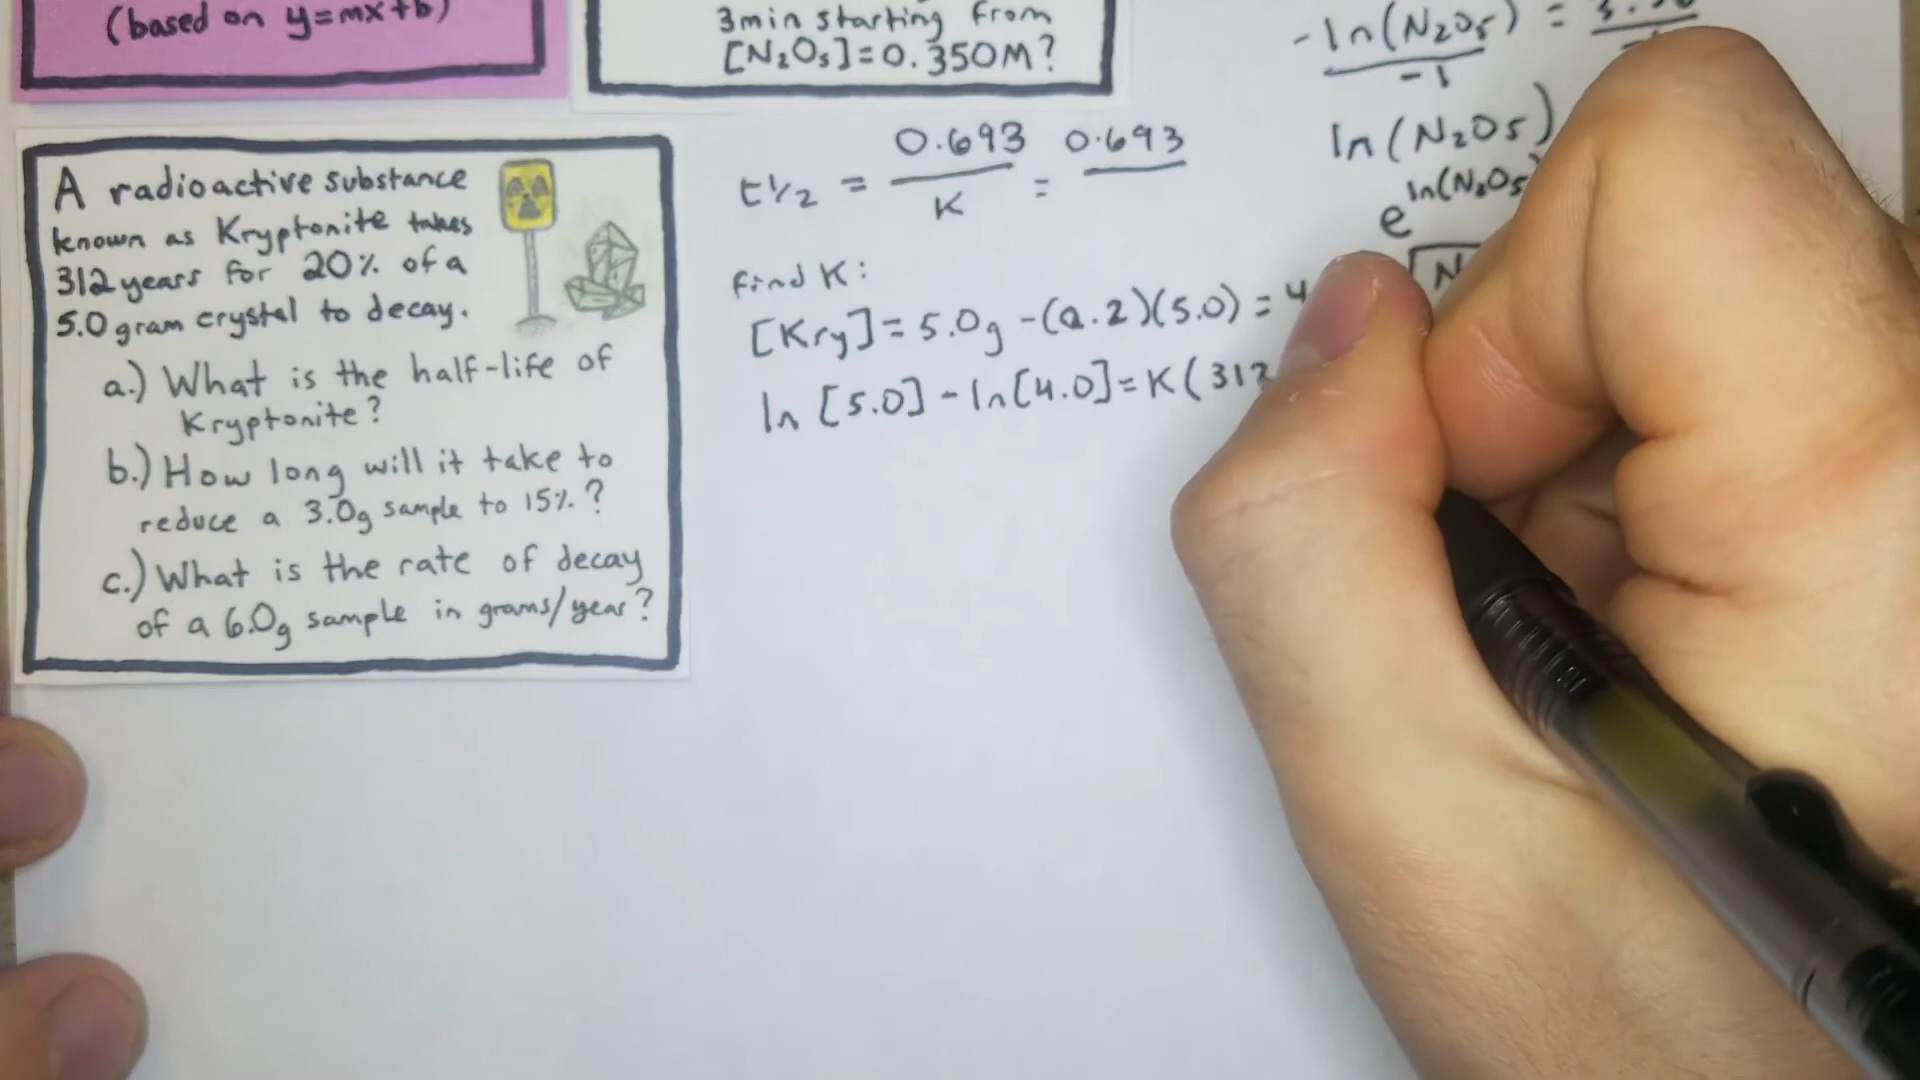 (based on y=mx+b)
3min starting from
[N₂O₅]=0.350M?
A radioactive substance
known as Kryptonite takes
312 years for 20% of a
5.0 gram crystal to decay.
a.) What is the half-life of
Kryptonite?
b.) How long will it take to
reduce a 3.0g sample to 15%?
c.) What is the rate of decay
of a 6.0g sample in grams/year?
t½ = 0.693/K = 0.693
Find K:
[Kry]=5.0g-(0.2)(5.0)=4
ln[5.0]-ln[4.0]=K(312
-ln(N₂O₅) =
-1
ln(N₂O5)
e^ln(N₂O5
N